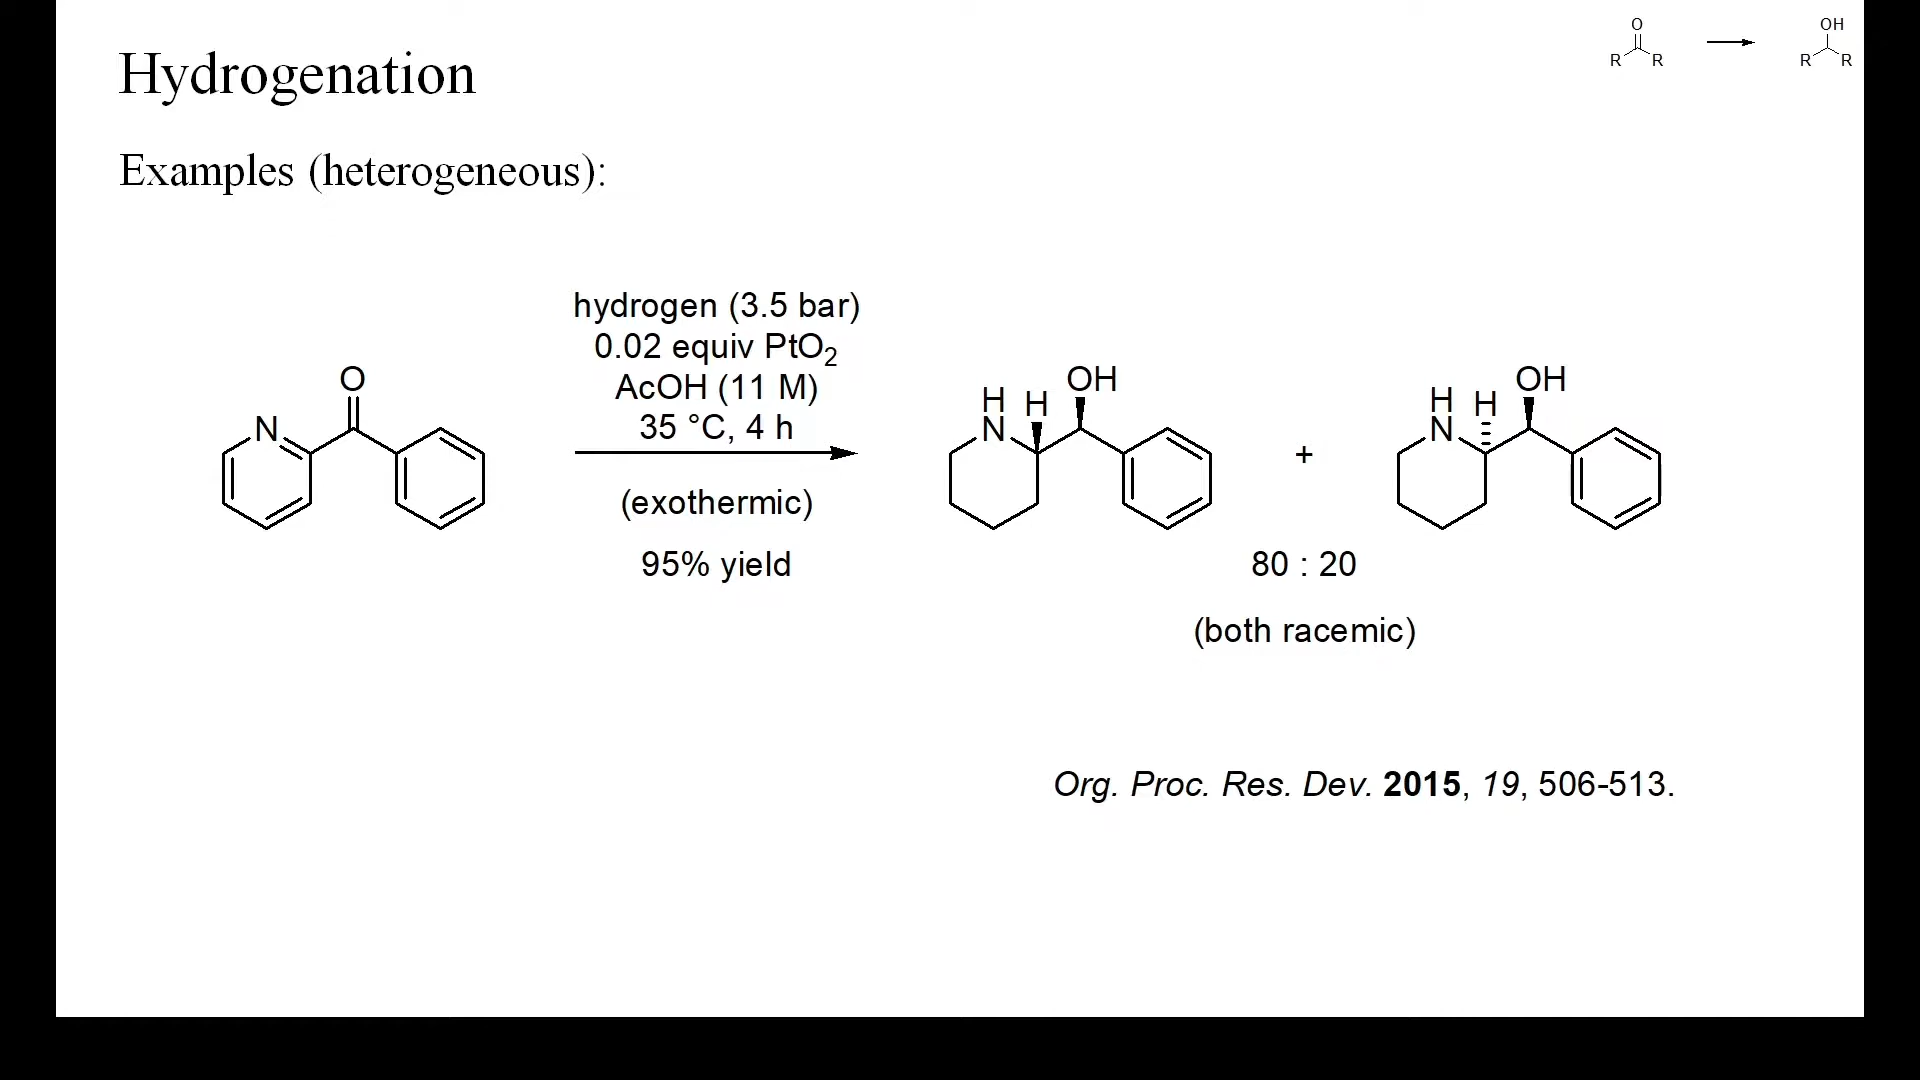 Hydrogenation
O
R R
OH
R R
Examples (heterogeneous):
hydrogen (3.5 bar)
0.02 equiv PtO₂
AcOH (11 M)
35 °C, 4 h
(exothermic)
95% yield
O
N
H
N
H
OH
+
H
N
H
OH
80 : 20
(both racemic)
Org. Proc. Res. Dev. 2015, 19, 506-513.